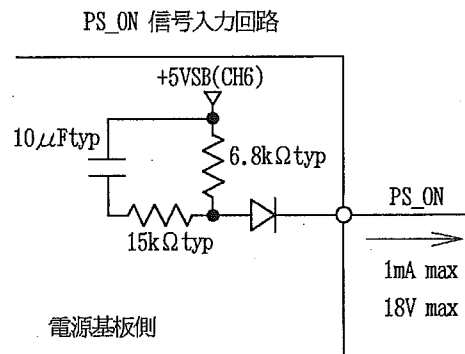 PS_ON 信号入力回路
+5VSB(CH6)
10μFtyp
6.8kΩtyp
15kΩtyp
PS_ON
1mA max
18V max
電源基板側